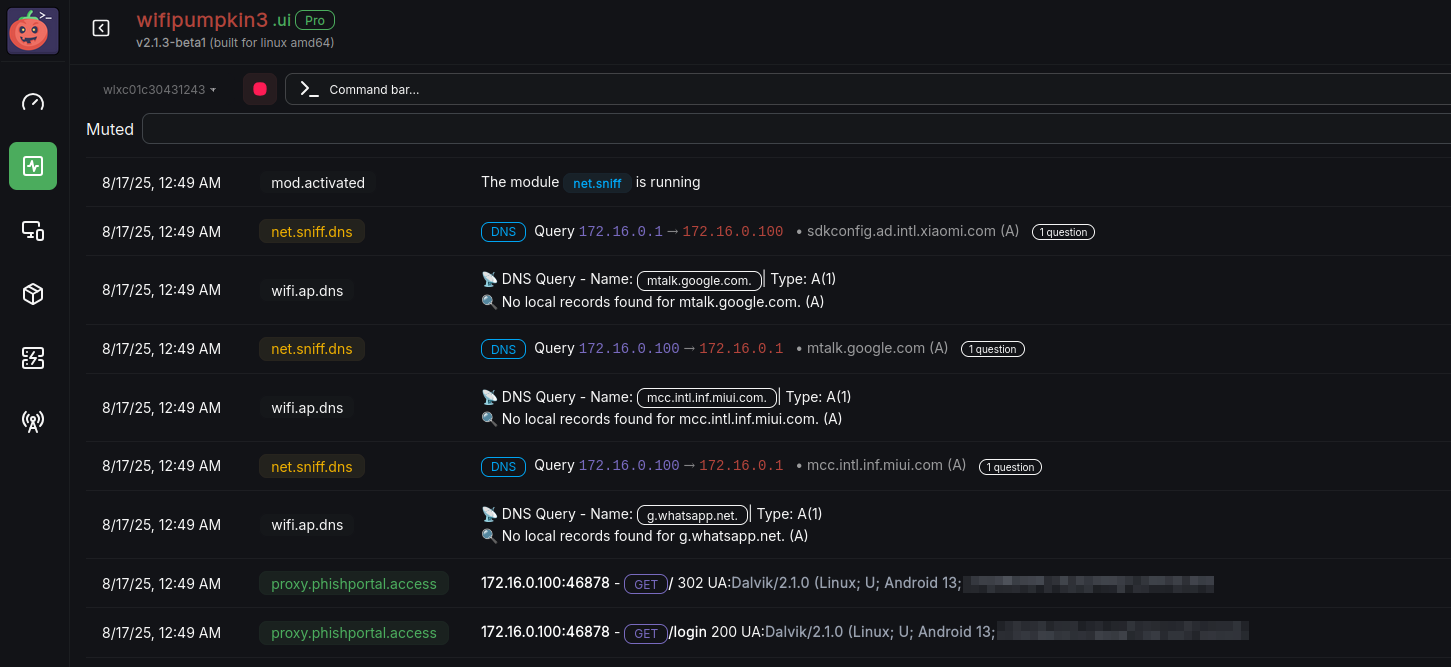 wifipumpkin3 .ui Pro
v2.1.3-beta1 (built for linux amd64)
wlxc01c30431243
Command bar...
Muted
8/17/25, 12:49 AM mod.activated The module net.sniff is running
8/17/25, 12:49 AM net.sniff.dns DNS Query 172.16.0.1 → 172.16.0.100 • sdkconfig.ad.intl.xiaomi.com (A) 1 question
8/17/25, 12:49 AM wifi.ap.dns 📡 DNS Query - Name: mtalk.google.com. | Type: A(1)
🔍 No local records found for mtalk.google.com. (A)
8/17/25, 12:49 AM net.sniff.dns DNS Query 172.16.0.100 → 172.16.0.1 • mtalk.google.com (A) 1 question
8/17/25, 12:49 AM wifi.ap.dns 📡 DNS Query - Name: mcc.intl.inf.miui.com. | Type: A(1)
🔍 No local records found for mcc.intl.inf.miui.com. (A)
8/17/25, 12:49 AM net.sniff.dns DNS Query 172.16.0.100 → 172.16.0.1 • mcc.intl.inf.miui.com (A) 1 question
8/17/25, 12:49 AM wifi.ap.dns 📡 DNS Query - Name: g.whatsapp.net. | Type: A(1)
🔍 No local records found for g.whatsapp.net. (A)
8/17/25, 12:49 AM proxy.phishportal.access 172.16.0.100:46878 - GET / 302 UA:Dalvik/2.1.0 (Linux; U; Android 13;
8/17/25, 12:49 AM proxy.phishportal.access 172.16.0.100:46878 - GET /login 200 UA:Dalvik/2.1.0 (Linux; U; Android 13;